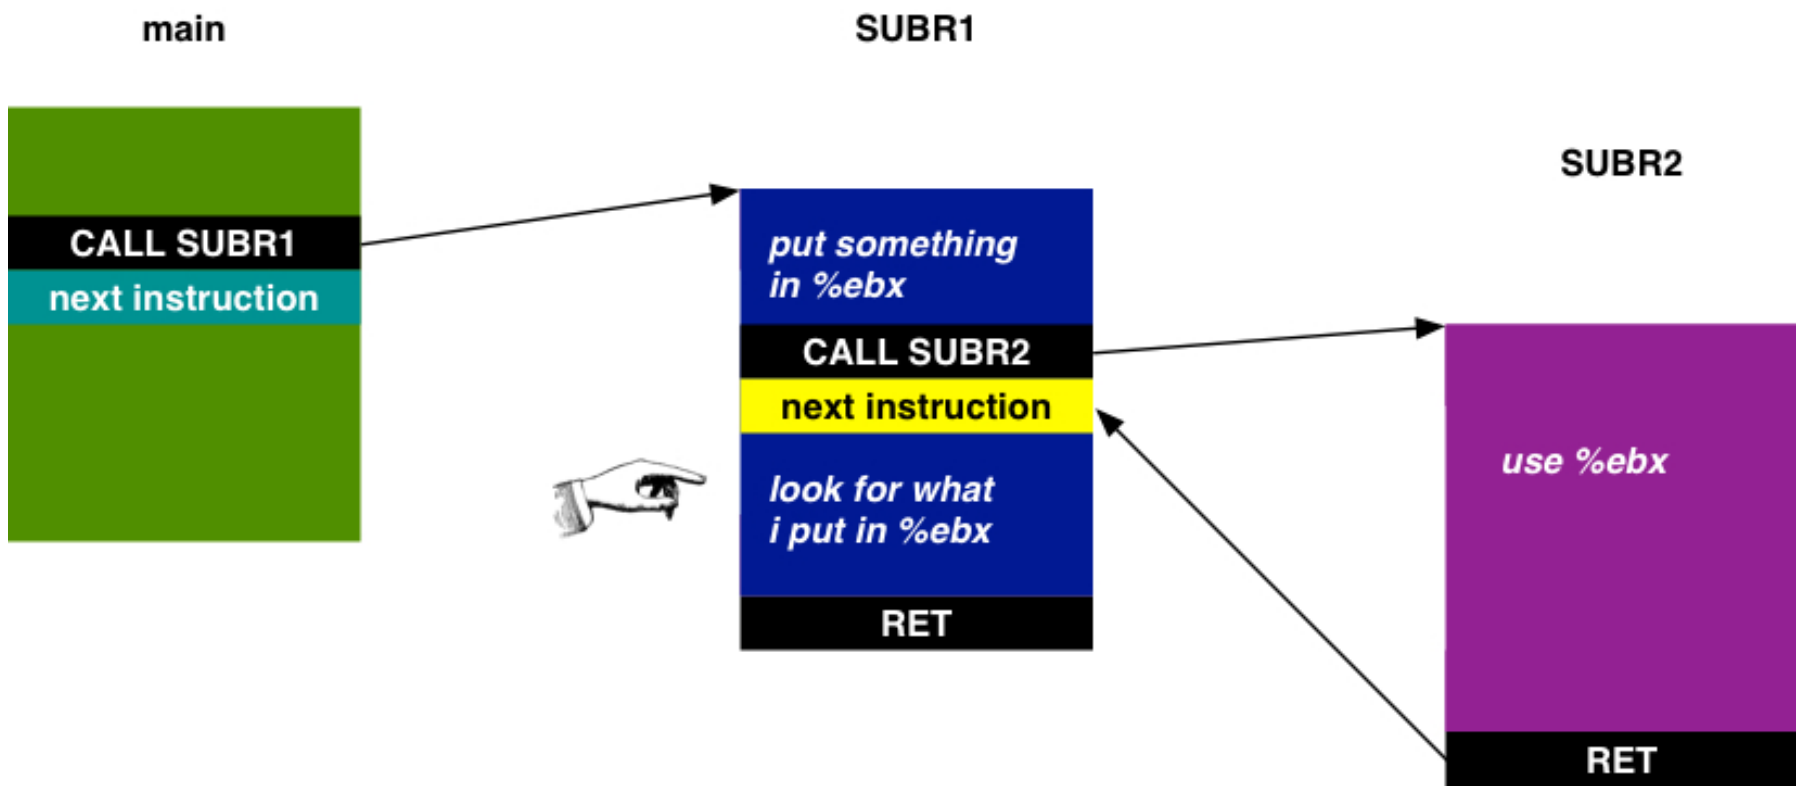 main
SUBR1
SUBR2
CALL SUBR1
next instruction
put something
in %ebx
CALL SUBR2
next instruction
look for what
i put in %ebx
RET
use %ebx
RET